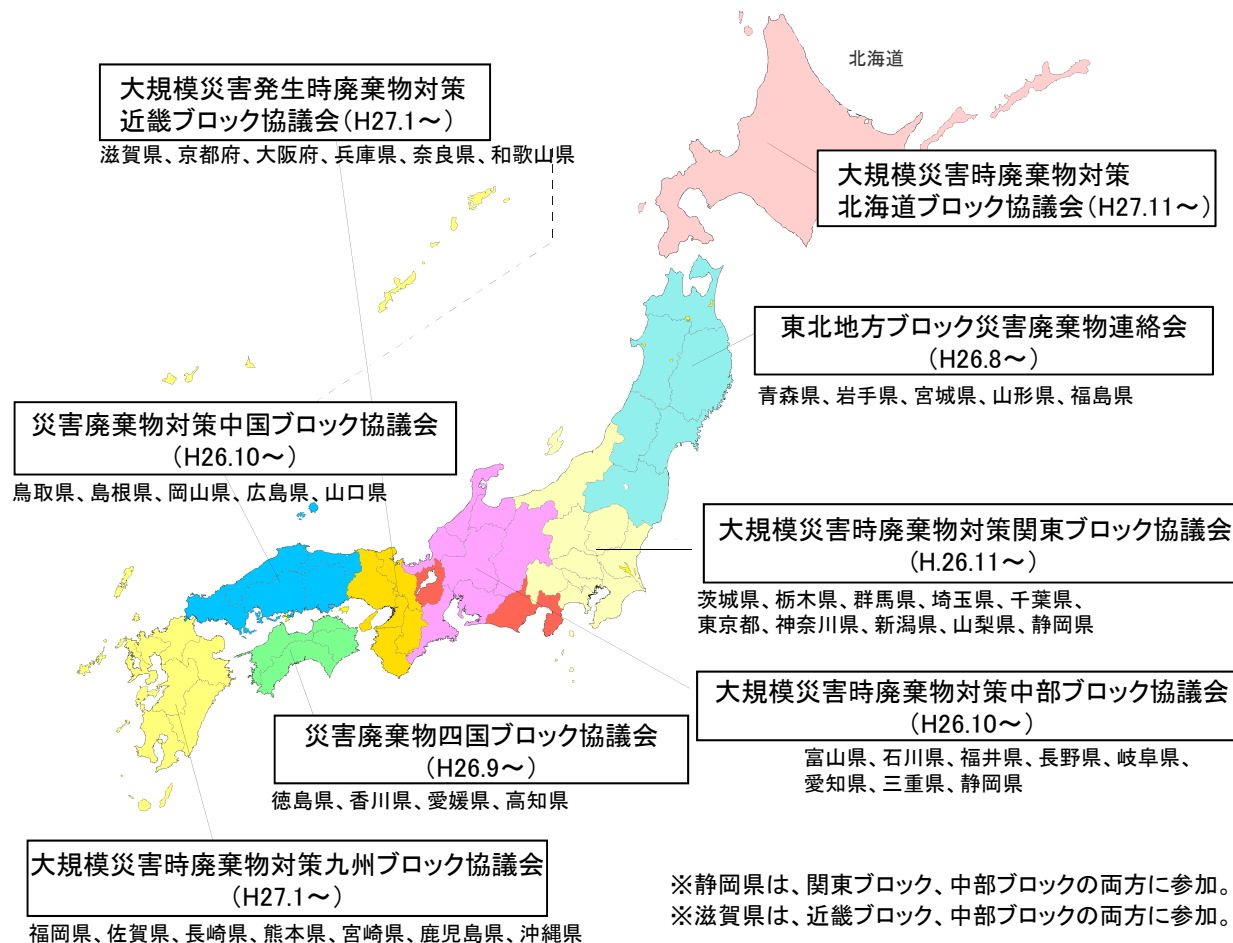 北海道
大規模災害発生時廃棄物対策
近畿ブロック協議会(H27.1～)
滋賀県、京都府、大阪府、兵庫県、奈良県、和歌山県
大規模災害時廃棄物対策
北海道ブロック協議会(H27.11～)
東北地方ブロック災害廃棄物連絡会
(H26.8～)
青森県、岩手県、宮城県、山形県、福島県
災害廃棄物対策中国ブロック協議会
(H26.10～)
鳥取県、島根県、岡山県、広島県、山口県
大規模災害時廃棄物対策関東ブロック協議会
(H.26.11～)
茨城県、栃木県、群馬県、埼玉県、千葉県、
東京都、神奈川県、新潟県、山梨県、静岡県
大規模災害時廃棄物対策中部ブロック協議会
(H26.10～)
富山県、石川県、福井県、長野県、岐阜県、
愛知県、三重県、静岡県
災害廃棄物四国ブロック協議会
(H26.9～)
徳島県、香川県、愛媛県、高知県
大規模災害時廃棄物対策九州ブロック協議会
(H27.1～)
福岡県、佐賀県、長崎県、熊本県、宮崎県、鹿児島県、沖縄県
※静岡県は、関東ブロック、中部ブロックの両方に参加。
※滋賀県は、近畿ブロック、中部ブロックの両方に参加。